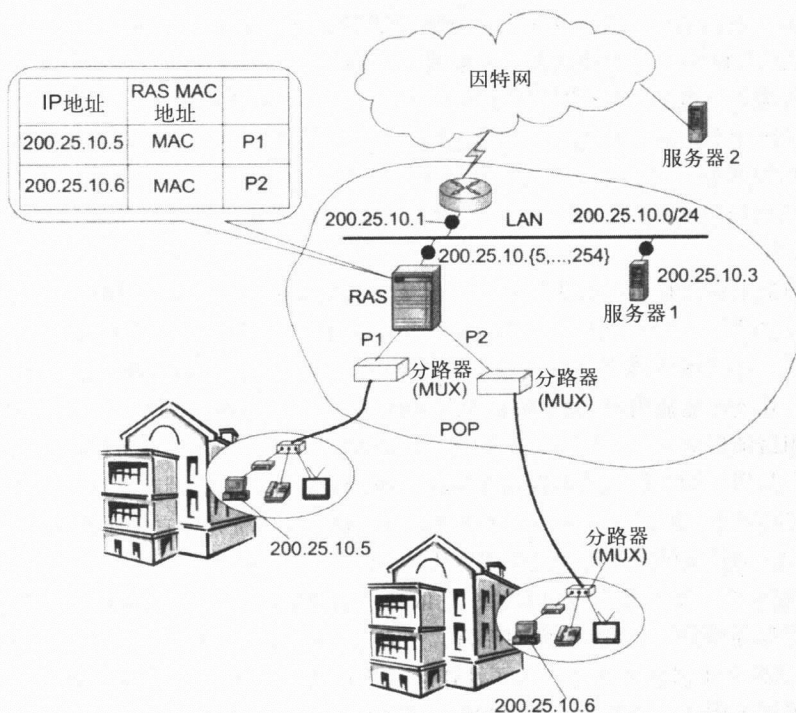 因特网
服务器2
IP地址
RAS MAC
地址
200.25.10.5
MAC
P1
200.25.10.6
MAC
P2
200.25.10.1
LAN
200.25.10.0/24
200.25.10.{5,...,254}
RAS
200.25.10.3
服务器1
P1
P2
分路器
(MUX)
分路器
(MUX)
POP
200.25.10.5
分路器
(MUX)
200.25.10.6